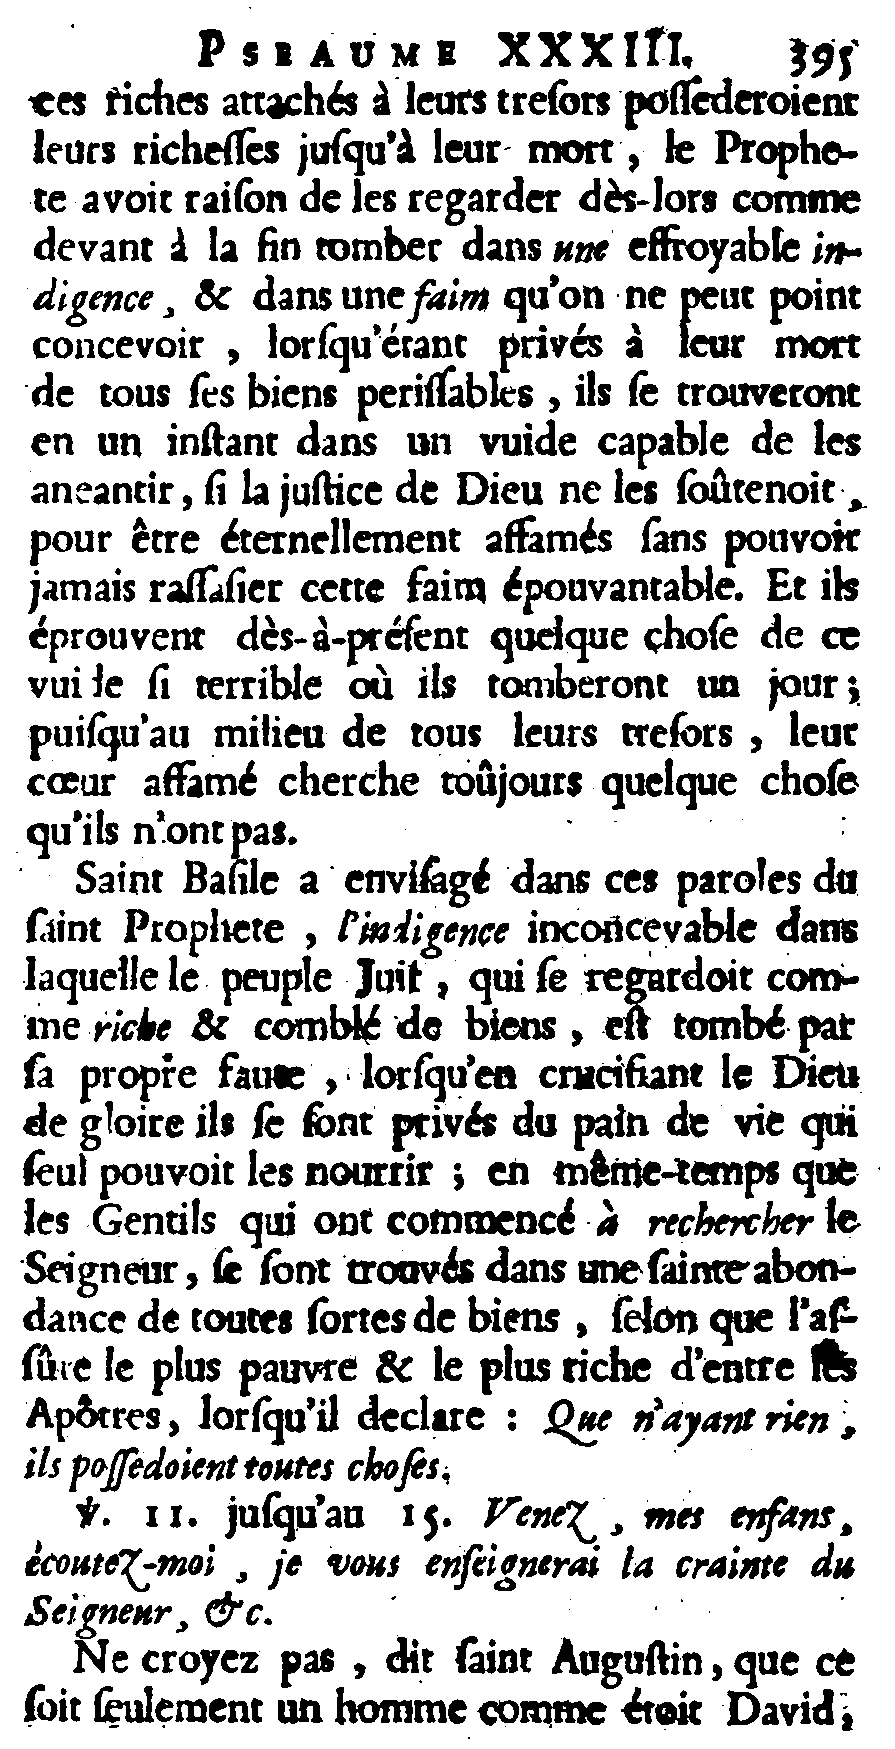 PSEAUME XXXIII. 395
ces riches attachés à leurs tresors poſſederoient
leurs richeſſes juſqu'à leur mort, le Prophe-
te avoit raiſon de les regarder dès-lors comme
devant à la fin tomber dans une effroyable in-
digence, & dans une faim qu'on ne peut point
concevoir, lorſqu'étant privés à leur mort
de tous ſes biens periſſables, ils ſe trouveront
en un inſtant dans un vuide capable de les
aneantir, ſi la juſtice de Dieu ne les ſoûtenoit,
pour être éternellement affamés ſans pouvoir
jamais raſſaſier cette faim épouvantable. Et ils
éprouvent dès-à-préſent quelque choſe de ce
vuide ſi terrible où ils tomberont un jour;
puiſqu'au milieu de tous leurs treſors, leur
cœur affamé cherche toûjours quelque choſe
qu'ils n'ont pas.
Saint Baſile a enviſagé dans ces paroles du
ſaint Prophete, l'indigence inconcevable dans
laquelle le peuple Juif, qui ſe regardoit com-
me riche & comblé de biens, eſt tombé par
ſa propre faute, lorſqu'en crucifiant le Dieu
de gloire ils ſe ſont privés du pain de vie qui
ſeul pouvoit les nourrir; en même-temps que
les Gentils qui ont commencé à rechercher le
Seigneur, ſe ſont trouvés dans une ſainte abon-
dance de toutes ſortes de biens, ſelon que l'aſ-
ſûre le plus pauvre & le plus riche d'entre les
Apôtres, lorſqu'il declare : Que n'ayant rien,
ils poſſedoient toutes choſes.
℣. 11. juſqu'au 15. Venez, mes enfans,
écoutez-moi, je vous enſeignerai la crainte du
Seigneur, &c.
Ne croyez pas, dit ſaint Auguſtin, que ce
ſoit ſeulement un homme comme étoit David,